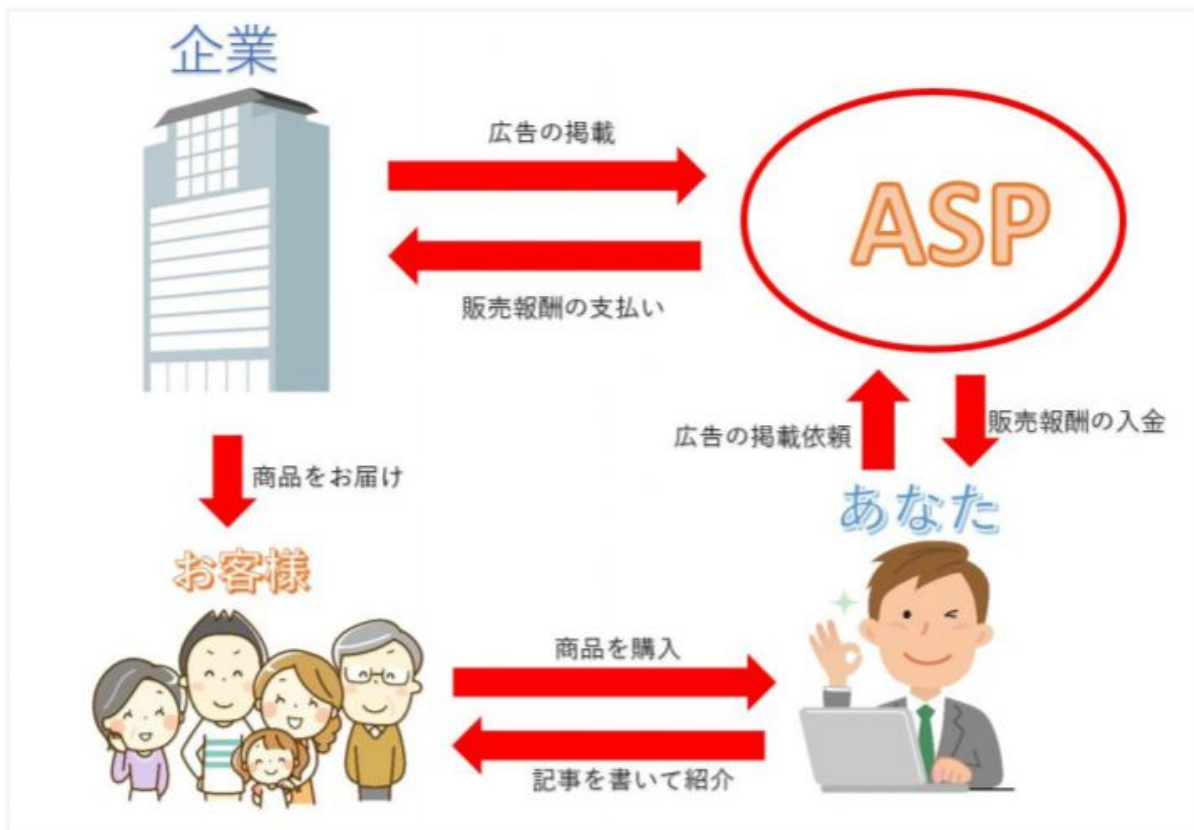 企業
広告の掲載
ASP
販売報酬の支払い
広告の掲載依頼
販売報酬の入金
商品をお届け
あなた
お客様
商品を購入
記事を書いて紹介